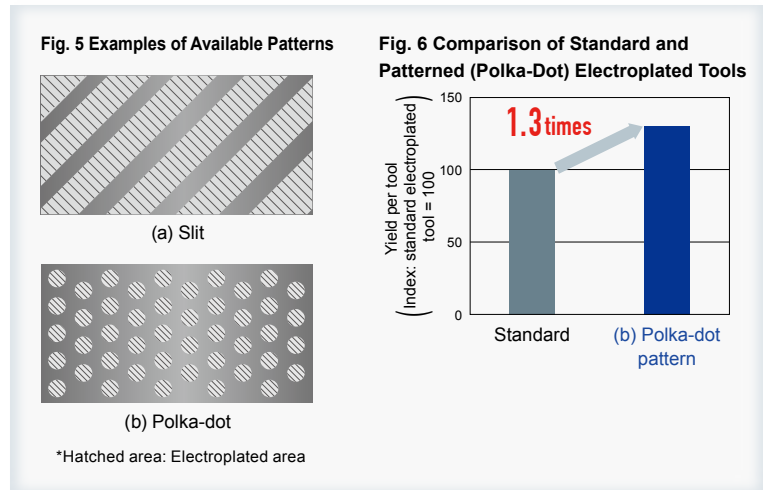 Fig. 5 Examples of Available Patterns
(a) Slit
(b) Polka-dot
*Hatched area: Electroplated area
Fig. 6 Comparison of Standard and
Patterned (Polka-Dot) Electroplated Tools
Yield per tool
(Index: standard electroplated
tool = 100)
150
100
50
0
1.3 times
Standard
(b) Polka-dot
pattern